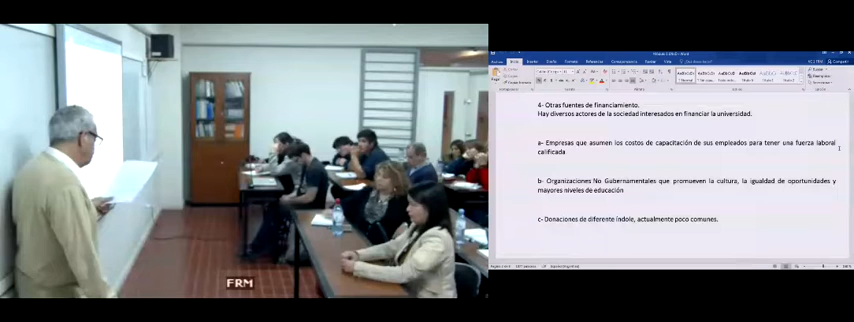 4- Otras fuentes de financiamiento.
Hay diversos actores de la sociedad interesados en financiar la universidad.
a- Empresas que asumen los costos de capacitación de sus empleados para tener una fuerza laboral
calificada
b- Organizaciones No Gubernamentales que promueven la cultura, la igualdad de oportunidades y
mayores niveles de educación
c- Donaciones de diferente índole, actualmente poco comunes.
FRM